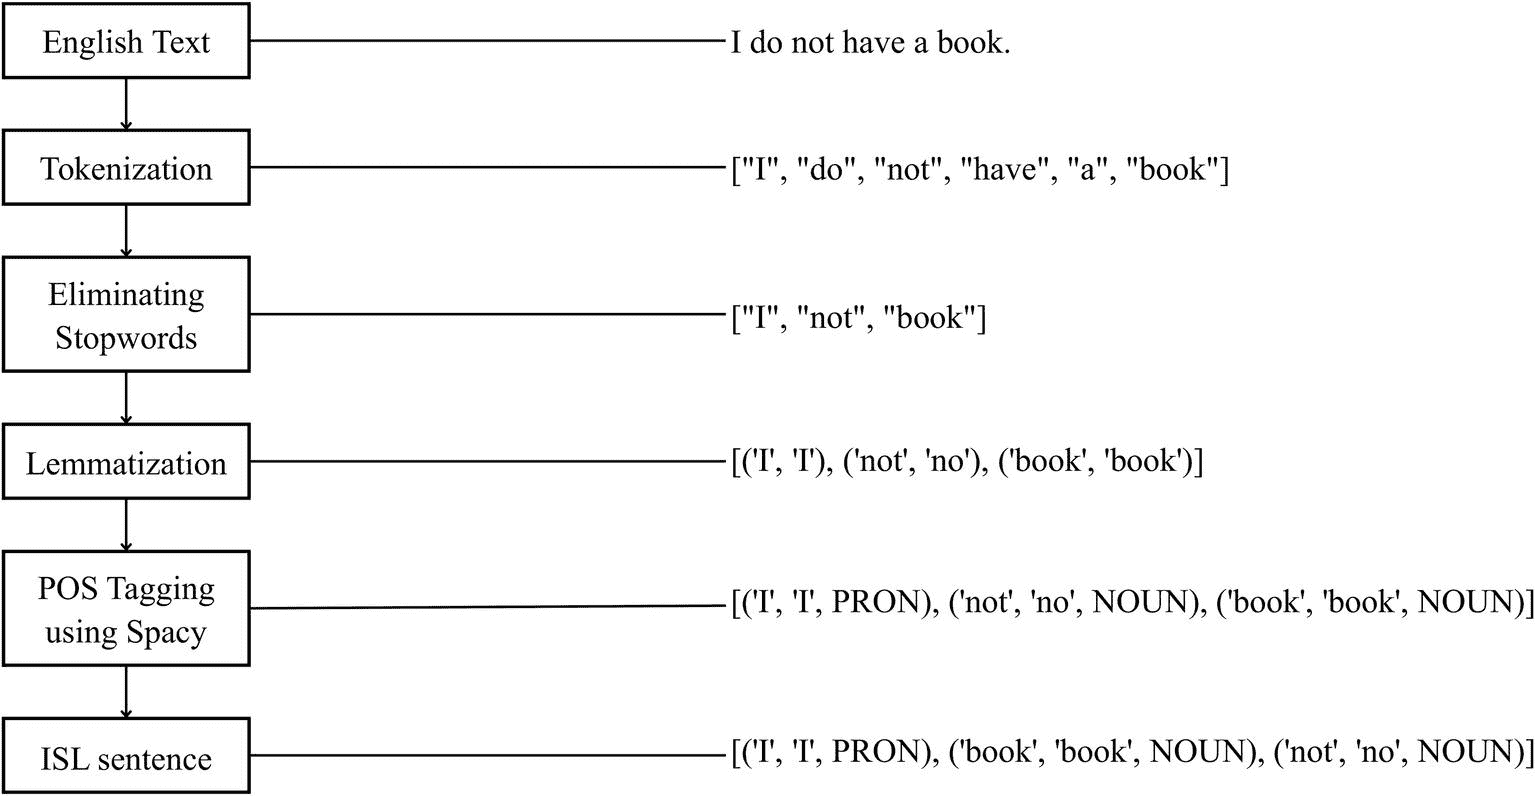 English Text
I do not have a book.
Tokenization
["I", "do", "not", "have", "a", "book"]
Eliminating
Stopwords
["I", "not", "book"]
Lemmatization
[('I', 'I'), ('not', 'no'), ('book', 'book')]
POS Tagging
using Spacy
[('I', 'I', PRON), ('not', 'no', NOUN), ('book', 'book', NOUN)]
ISL sentence
[('I', 'I', PRON), ('book', 'book', NOUN), ('not', 'no', NOUN)]